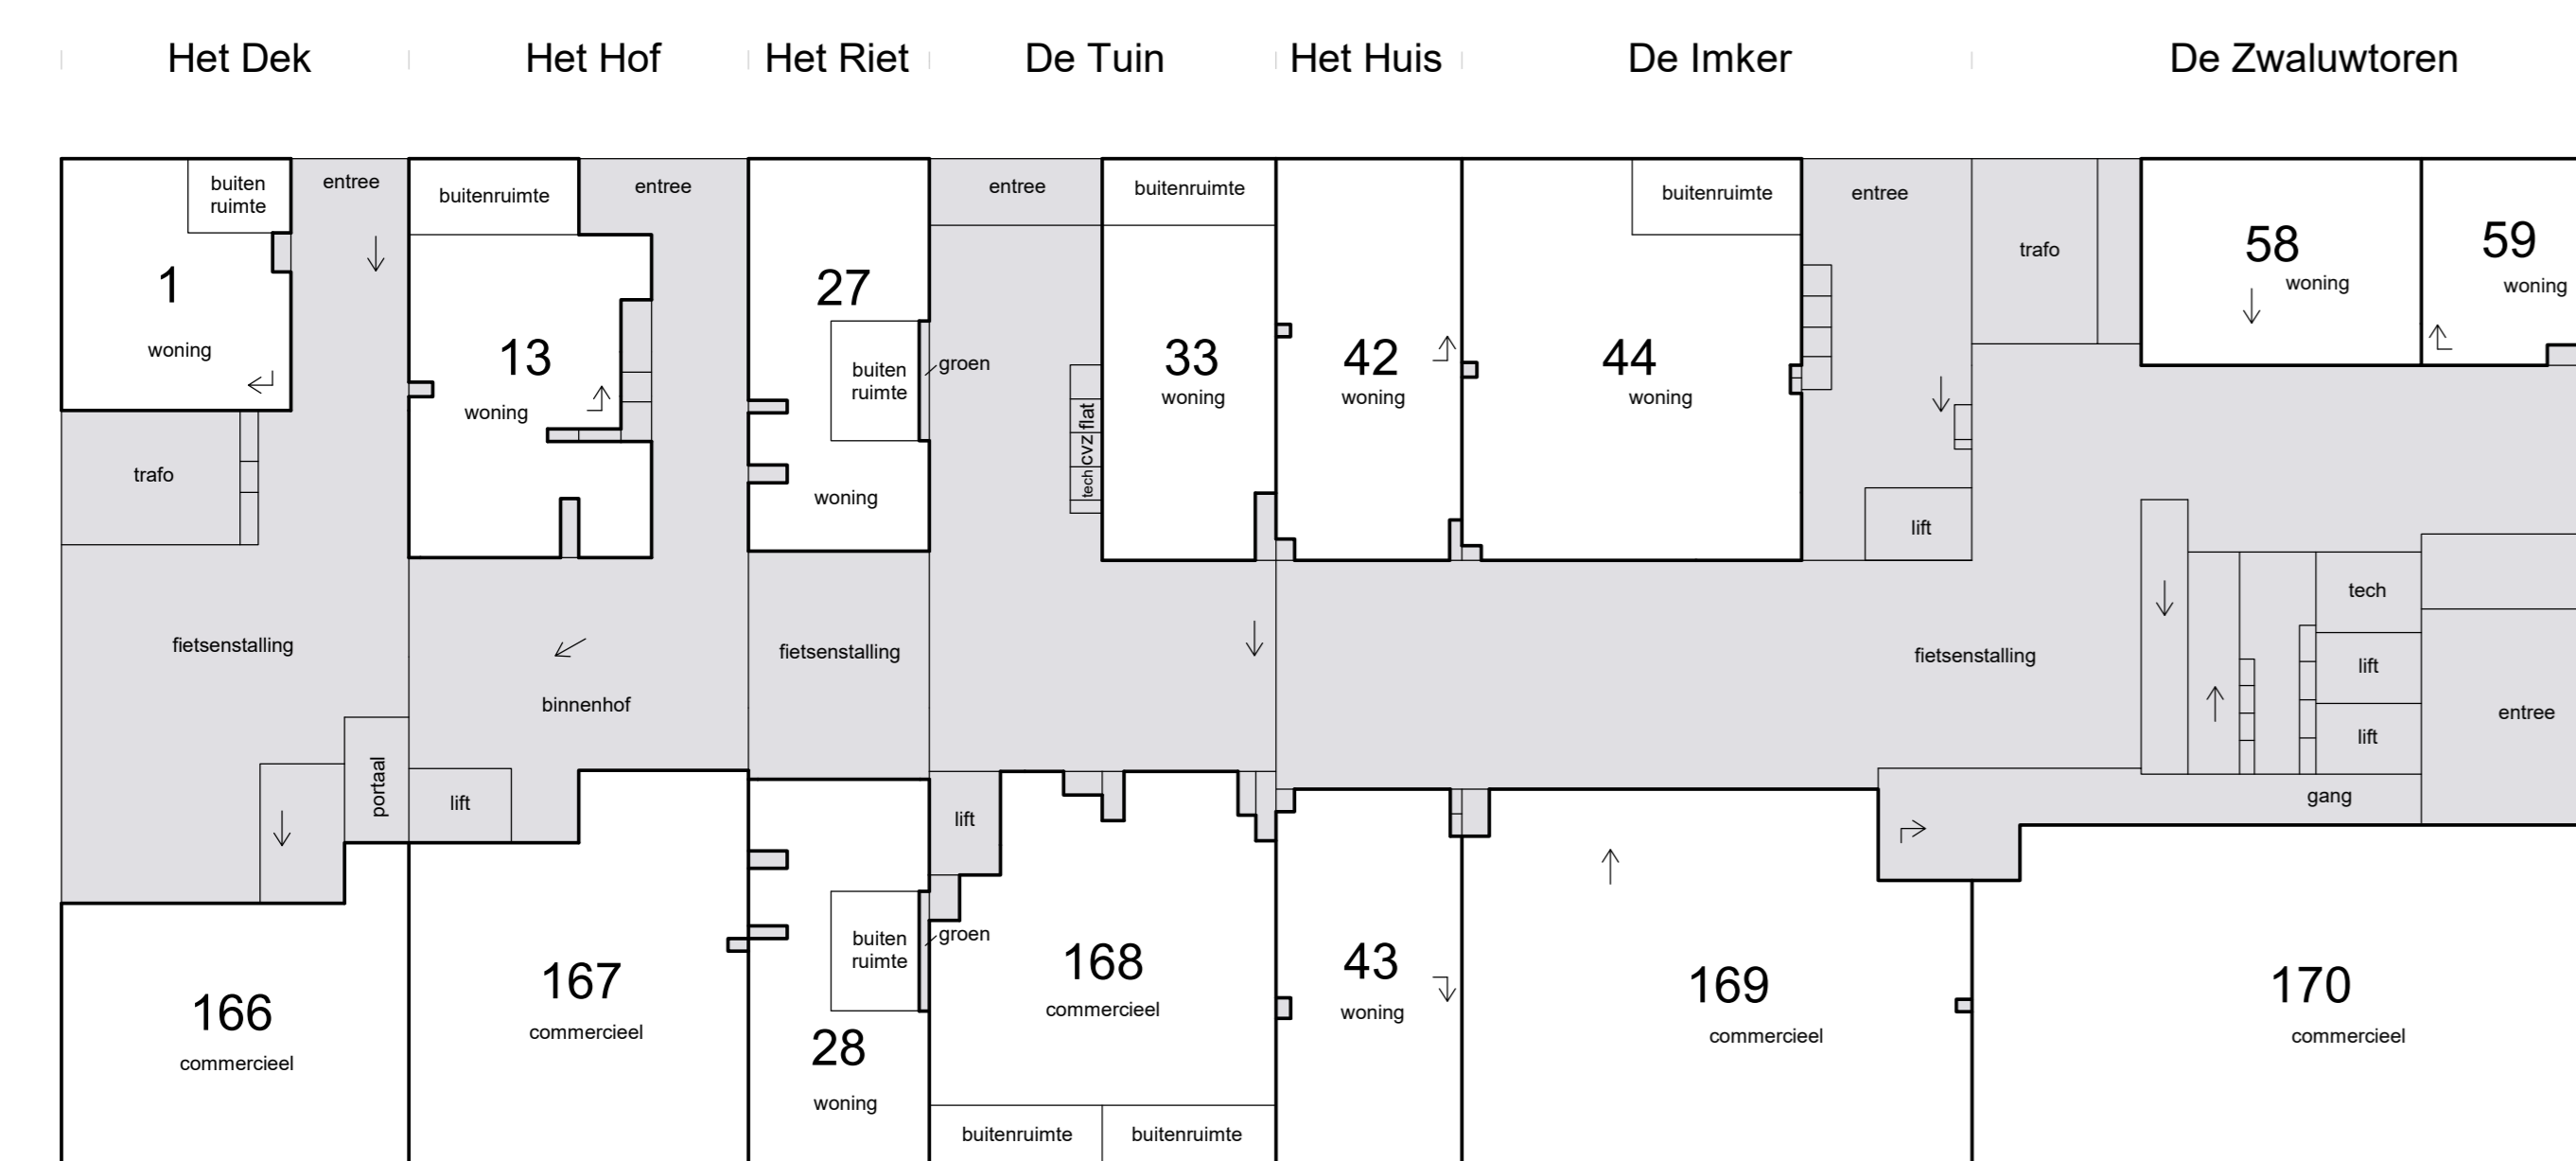 Het Dek
Het Hof
Het Riet
De Tuin
Het Huis
De Imker
De Zwaluwtoren
buiten
ruimte
entree
1
woning
trafo
fietsenstalling
portaal
166
commercieel
buitenruimte
entree
13
woning
binnenhof
lift
167
commercieel
27
buiten
ruimte
woning
fietsenstalling
buiten
ruimte
28
woning
entree
groen
flat
cvz
tech
buitenruimte
33
woning
lift
groen
168
commercieel
buitenruimte
buitenruimte
42
woning
43
woning
buitenruimte
44
woning
entree
lift
fietsenstalling
169
commercieel
trafo
58
woning
59
woning
tech
lift
lift
entree
gang
170
commercieel